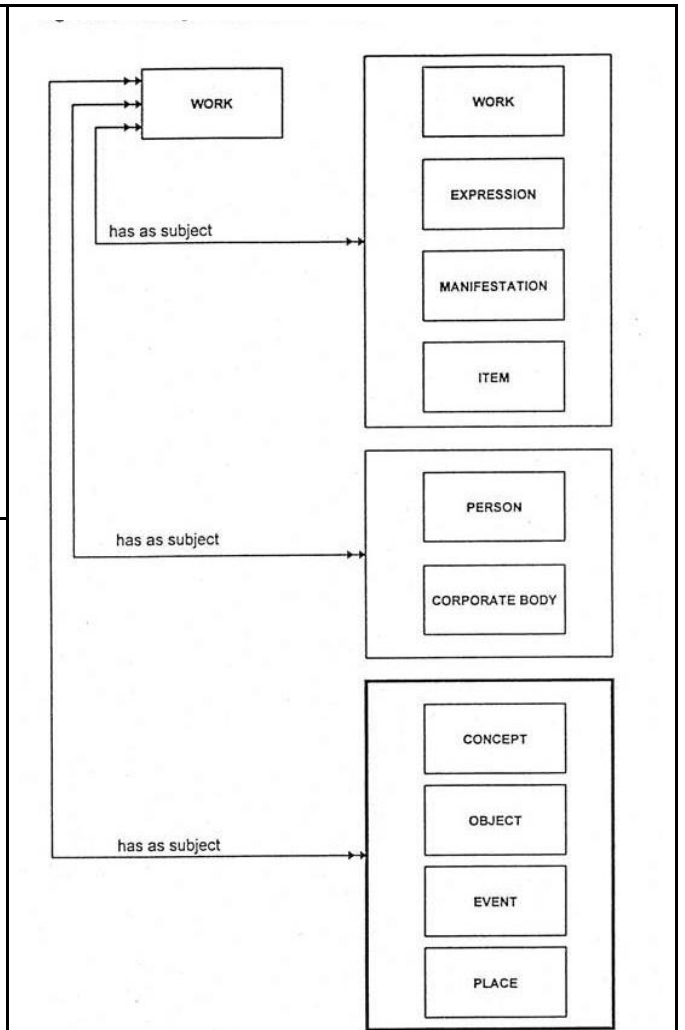 WORK
has as subject
WORK
EXPRESSION
MANIFESTATION
ITEM
has as subject
PERSON
CORPORATE BODY
has as subject
CONCEPT
OBJECT
EVENT
PLACE